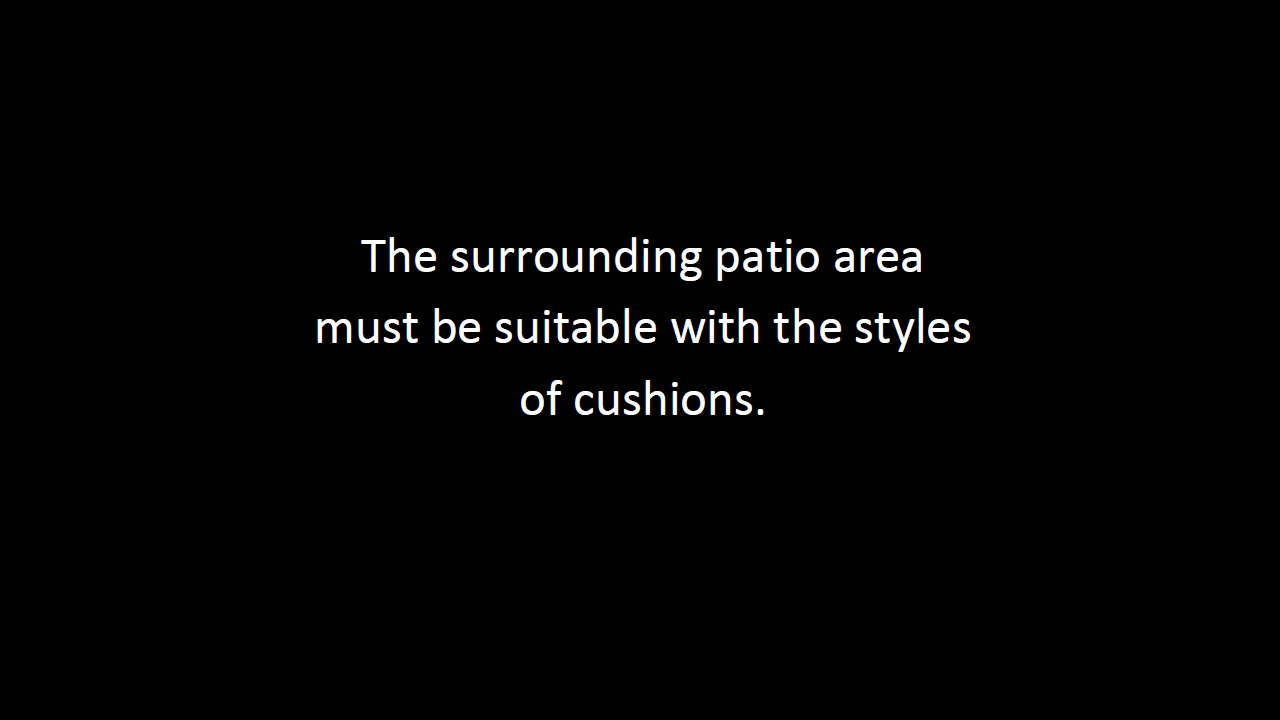 The surrounding patio area
must be suitable with the styles
of cushions.